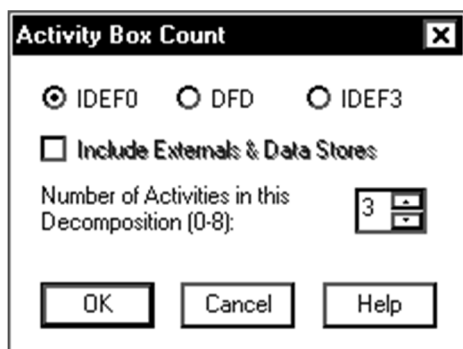 Activity Box Count
IDEF0 DFD IDEF3
Include Externals & Data Stores
Number of Activities in this
Decomposition (0-8):
3
OK Cancel Help